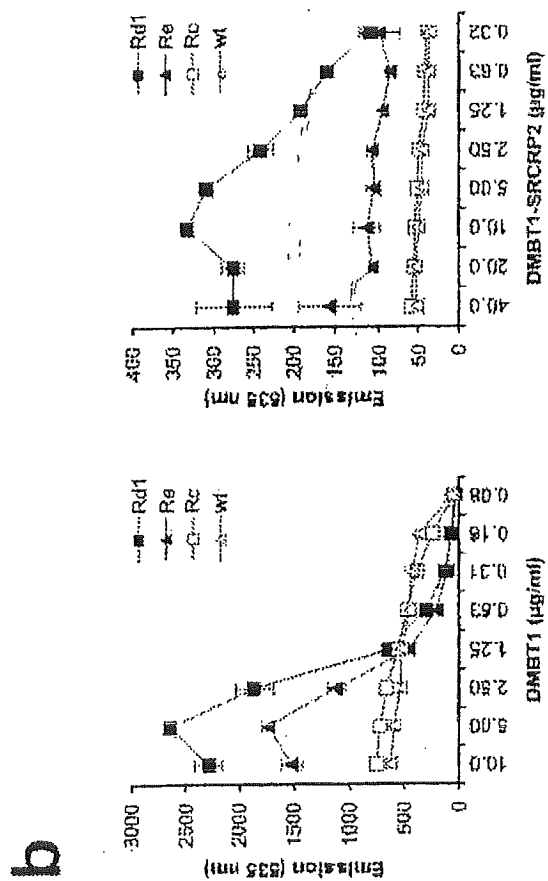 b
Emission (535 nm)
3000
2500
2000
1500
1000
500
0
10.0
5.00
2.50
1.25
0.63
0.31
0.16
0.08
DMBT1 (µg/ml)
Rd1
Re
Rc
wt
Emission (535 nm)
400
350
300
250
200
150
100
50
0
40.0
20.0
10.0
5.00
2.50
1.25
0.63
0.32
DMBT1-SRCRP2 (µg/ml)
Rd1
Re
Rc
wt